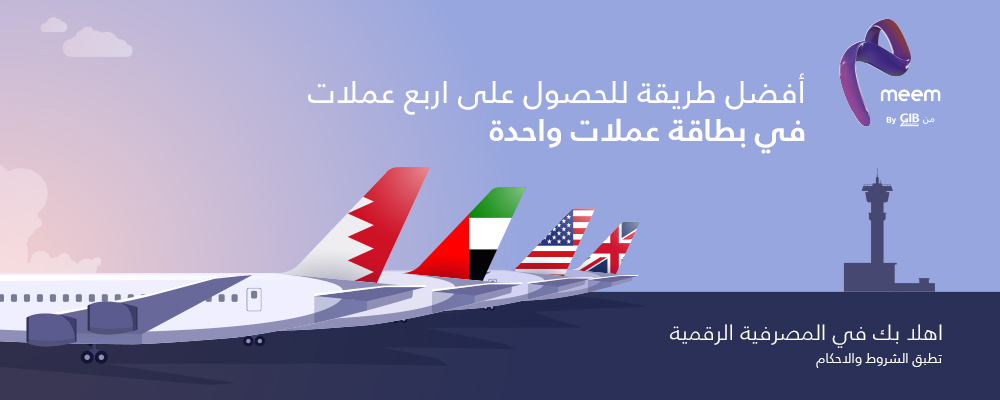 meem
By GIB من
أفضل طريقة للحصول على اربع عملات
في بطاقة عملات واحدة
اهلا بك في المصرفية الرقمية
تطبق الشروط والاحكام